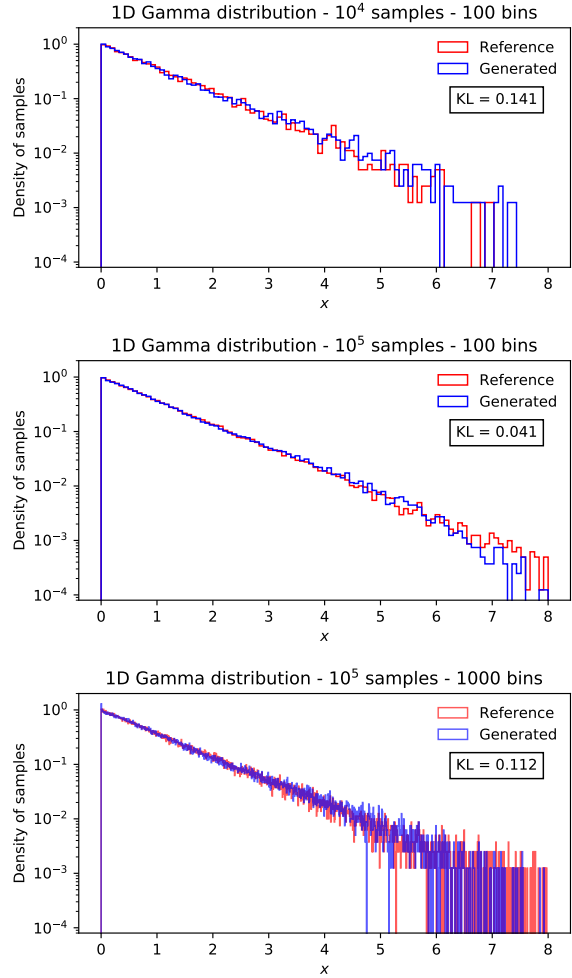 1D Gamma distribution - 10⁴ samples - 100 bins
Density of samples
10⁰
10⁻¹
10⁻²
10⁻³
10⁻⁴
Reference
Generated
KL = 0.141
0 1 2 3 4 5 6 7 8
x
1D Gamma distribution - 10⁵ samples - 100 bins
Density of samples
10⁰
10⁻¹
10⁻²
10⁻³
10⁻⁴
Reference
Generated
KL = 0.041
0 1 2 3 4 5 6 7 8
x
1D Gamma distribution - 10⁵ samples - 1000 bins
Density of samples
10⁰
10⁻¹
10⁻²
10⁻³
10⁻⁴
Reference
Generated
KL = 0.112
0 1 2 3 4 5 6 7 8
x